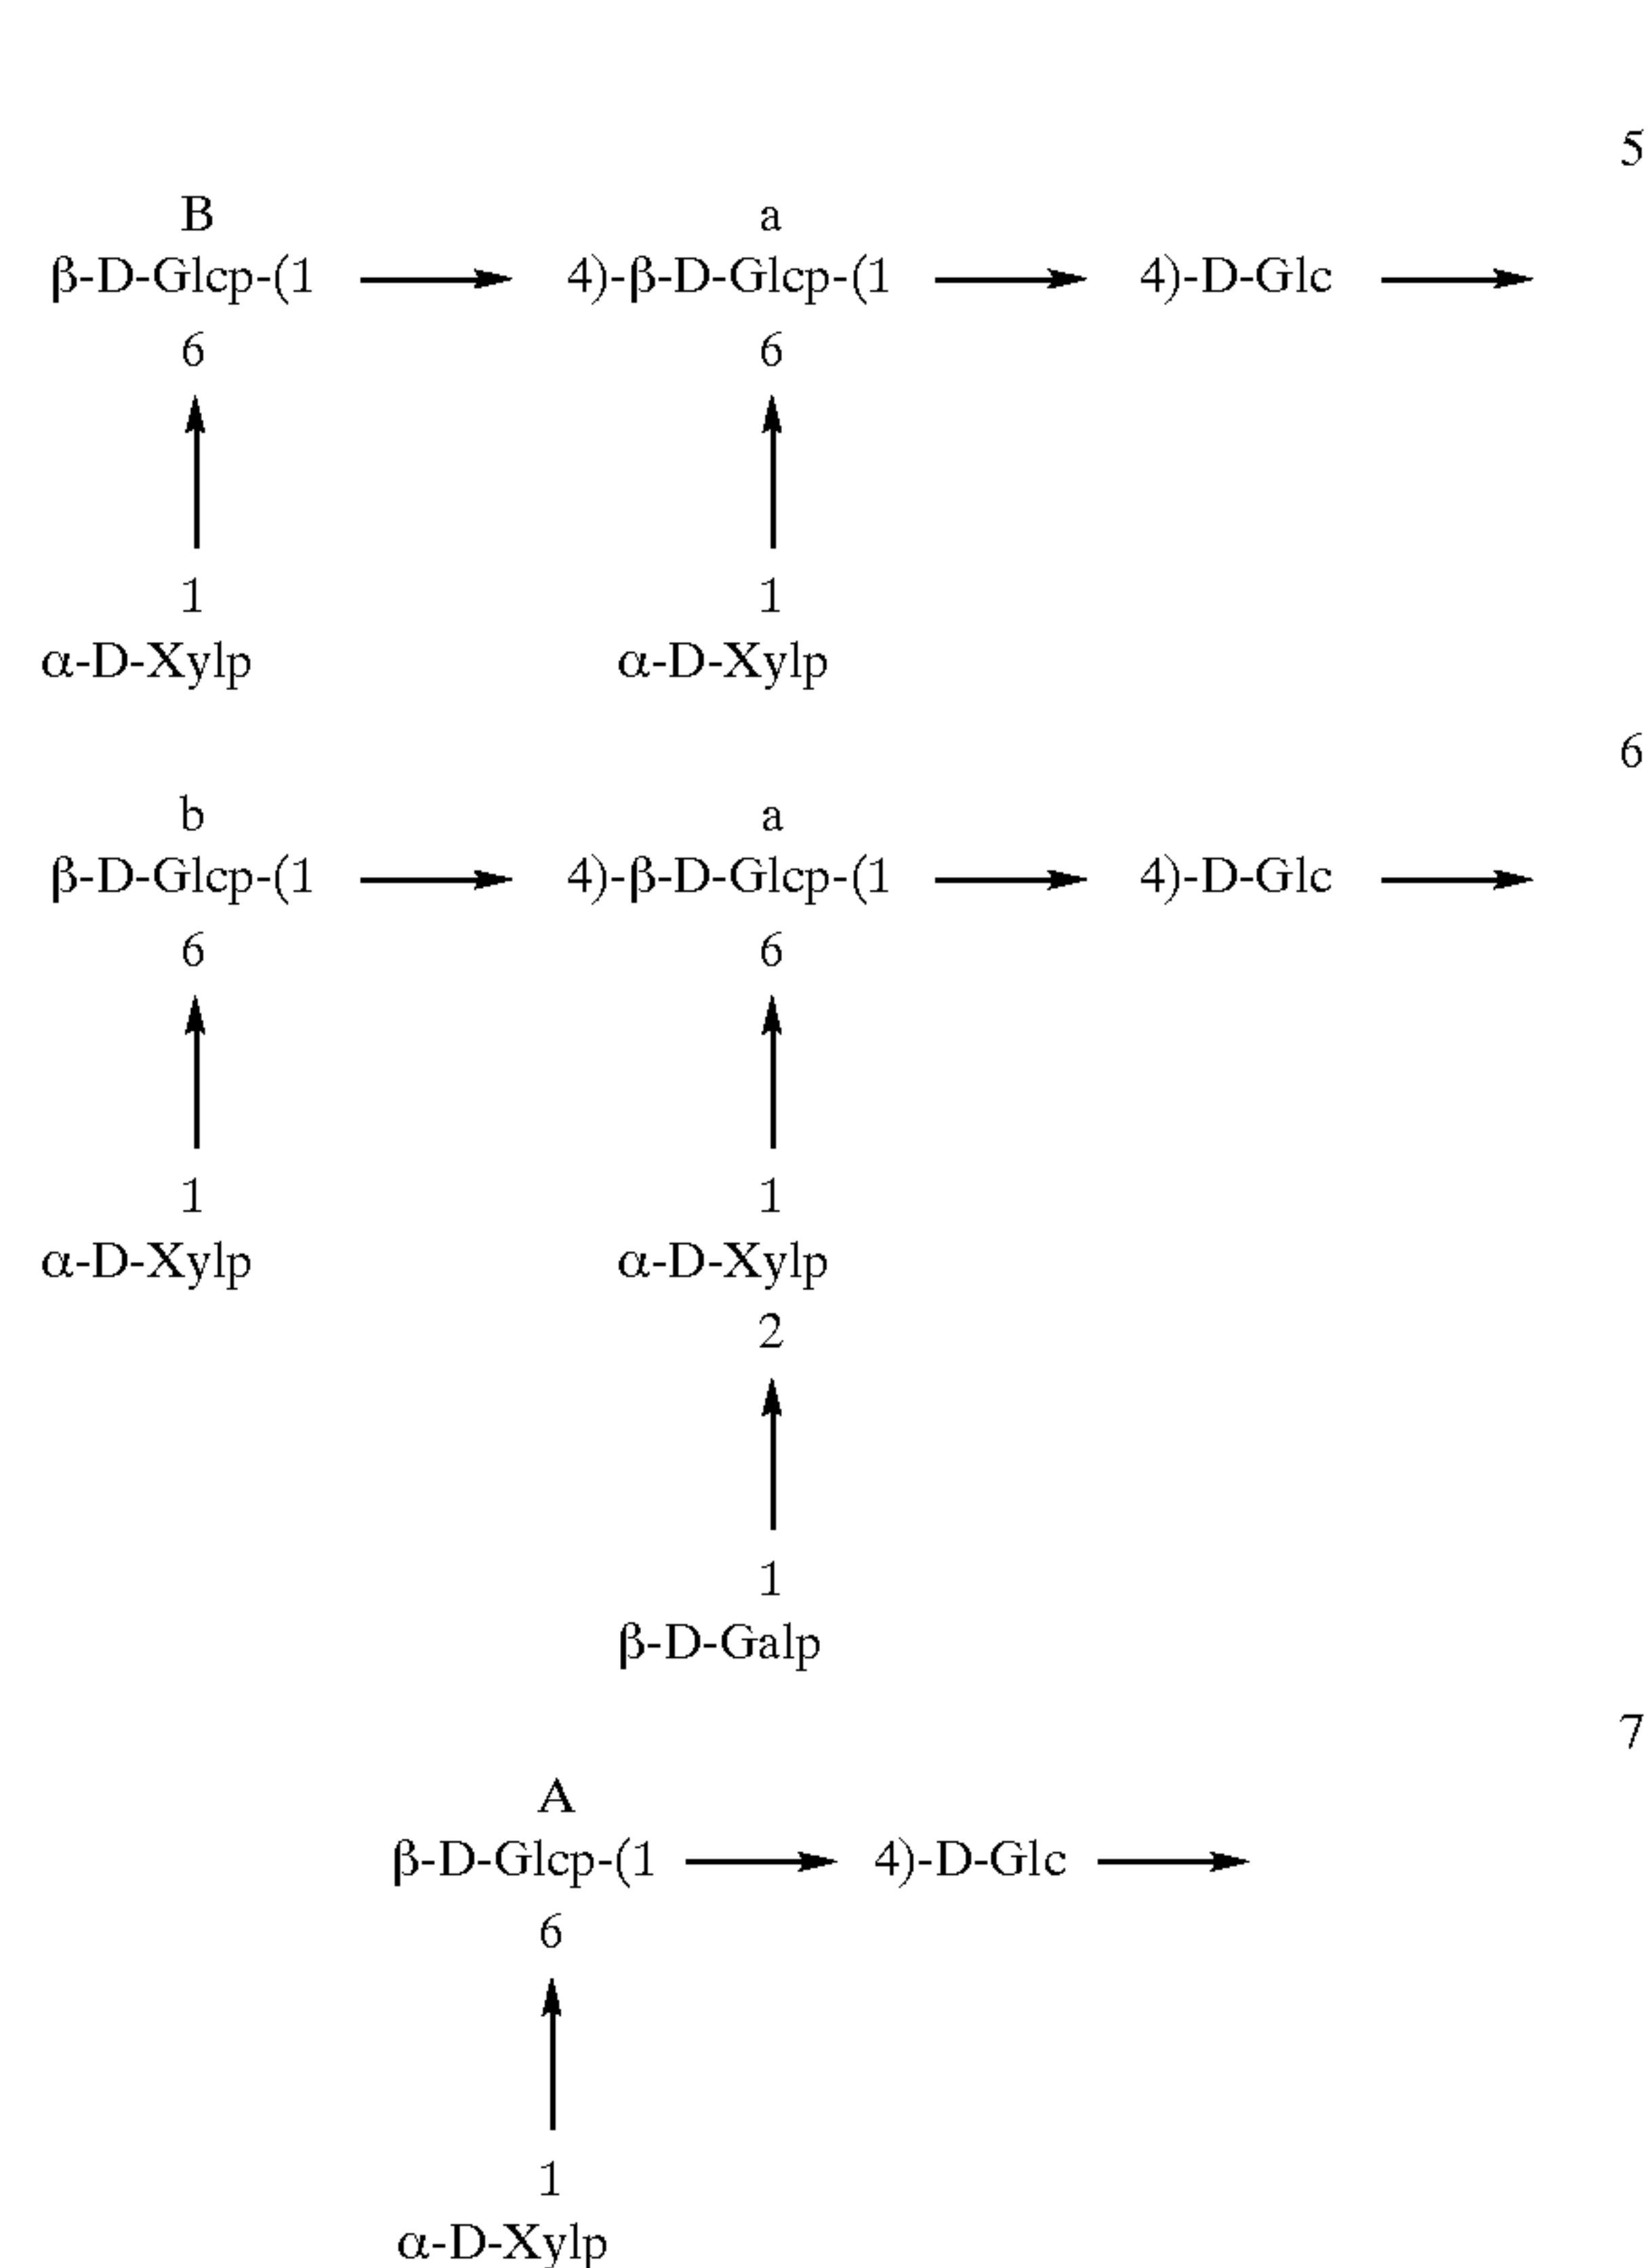 5
B a
β-D-Glcp-(1 4)-β-D-Glcp-(1 4)-D-Glc
6 6
1 1
α-D-Xylp α-D-Xylp
6
b a
β-D-Glcp-(1 4)-β-D-Glcp-(1 4)-D-Glc
6 6
1 1
α-D-Xylp α-D-Xylp
2
1
β-D-Galp
7
A
β-D-Glcp-(1 4)-D-Glc
6
1
α-D-Xylp